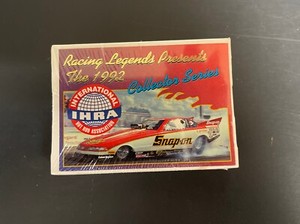 Racing Legends Presents
The 1992
Collector Series
INTERNATIONAL
IHRA
HOT ROD ASSOCIATION
Snap-on